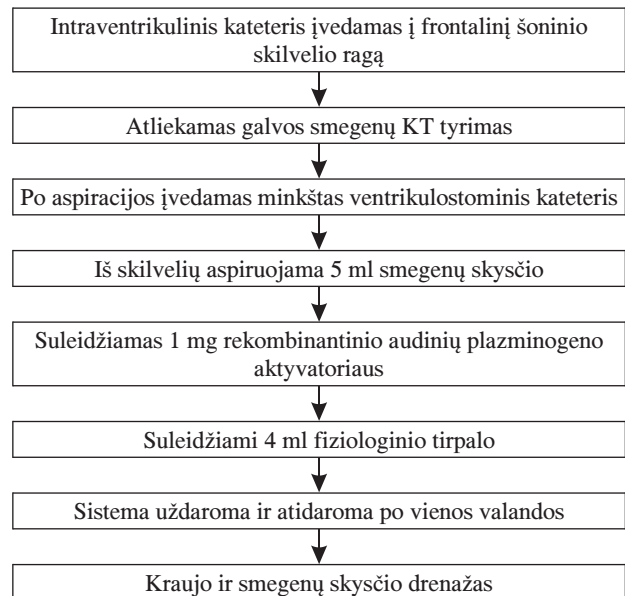 Intraventrikulinis kateteris įvedamas į frontalinį šoninio
skilvelio ragą
Atliekamas galvos smegenų KT tyrimas
Po aspiracijos įvedamas minkštas ventrikulostominis kateteris
Iš skilvelių aspiruojama 5 ml smegenų skysčio
Suleidžiamas 1 mg rekombinantinio audinių plazminogeno
aktyvatoriaus
Suleidžiami 4 ml fiziologinio tirpalo
Sistema uždaroma ir atidaroma po vienos valandos
Kraujo ir smegenų skysčio drenažas